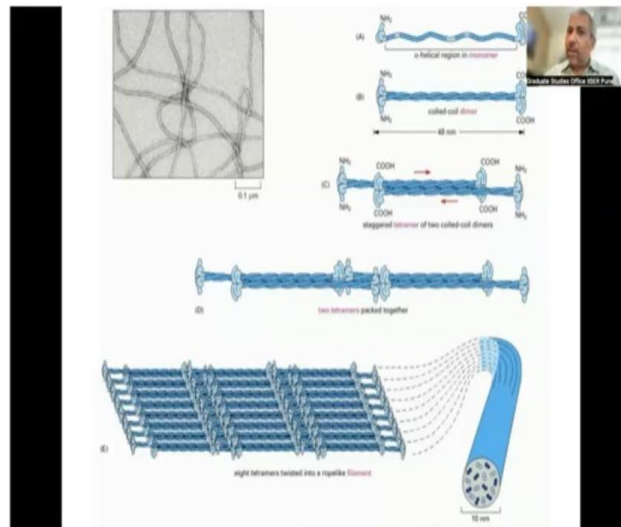 NH₂
(A)
α-helical region in monomer
NH₂
(B)
coiled-coil dimer
NH₂
COOH
48 nm
Graduate Studies Office IISER Pune
0.1 µm
NH₂
COOH
COOH
NH₂
(C)
NH₂
COOH
COOH
NH₂
staggered tetramer of two coiled-coil dimers
(D)
two tetramers packed together
(E)
eight tetramers twisted into a ropelike filament
10 nm